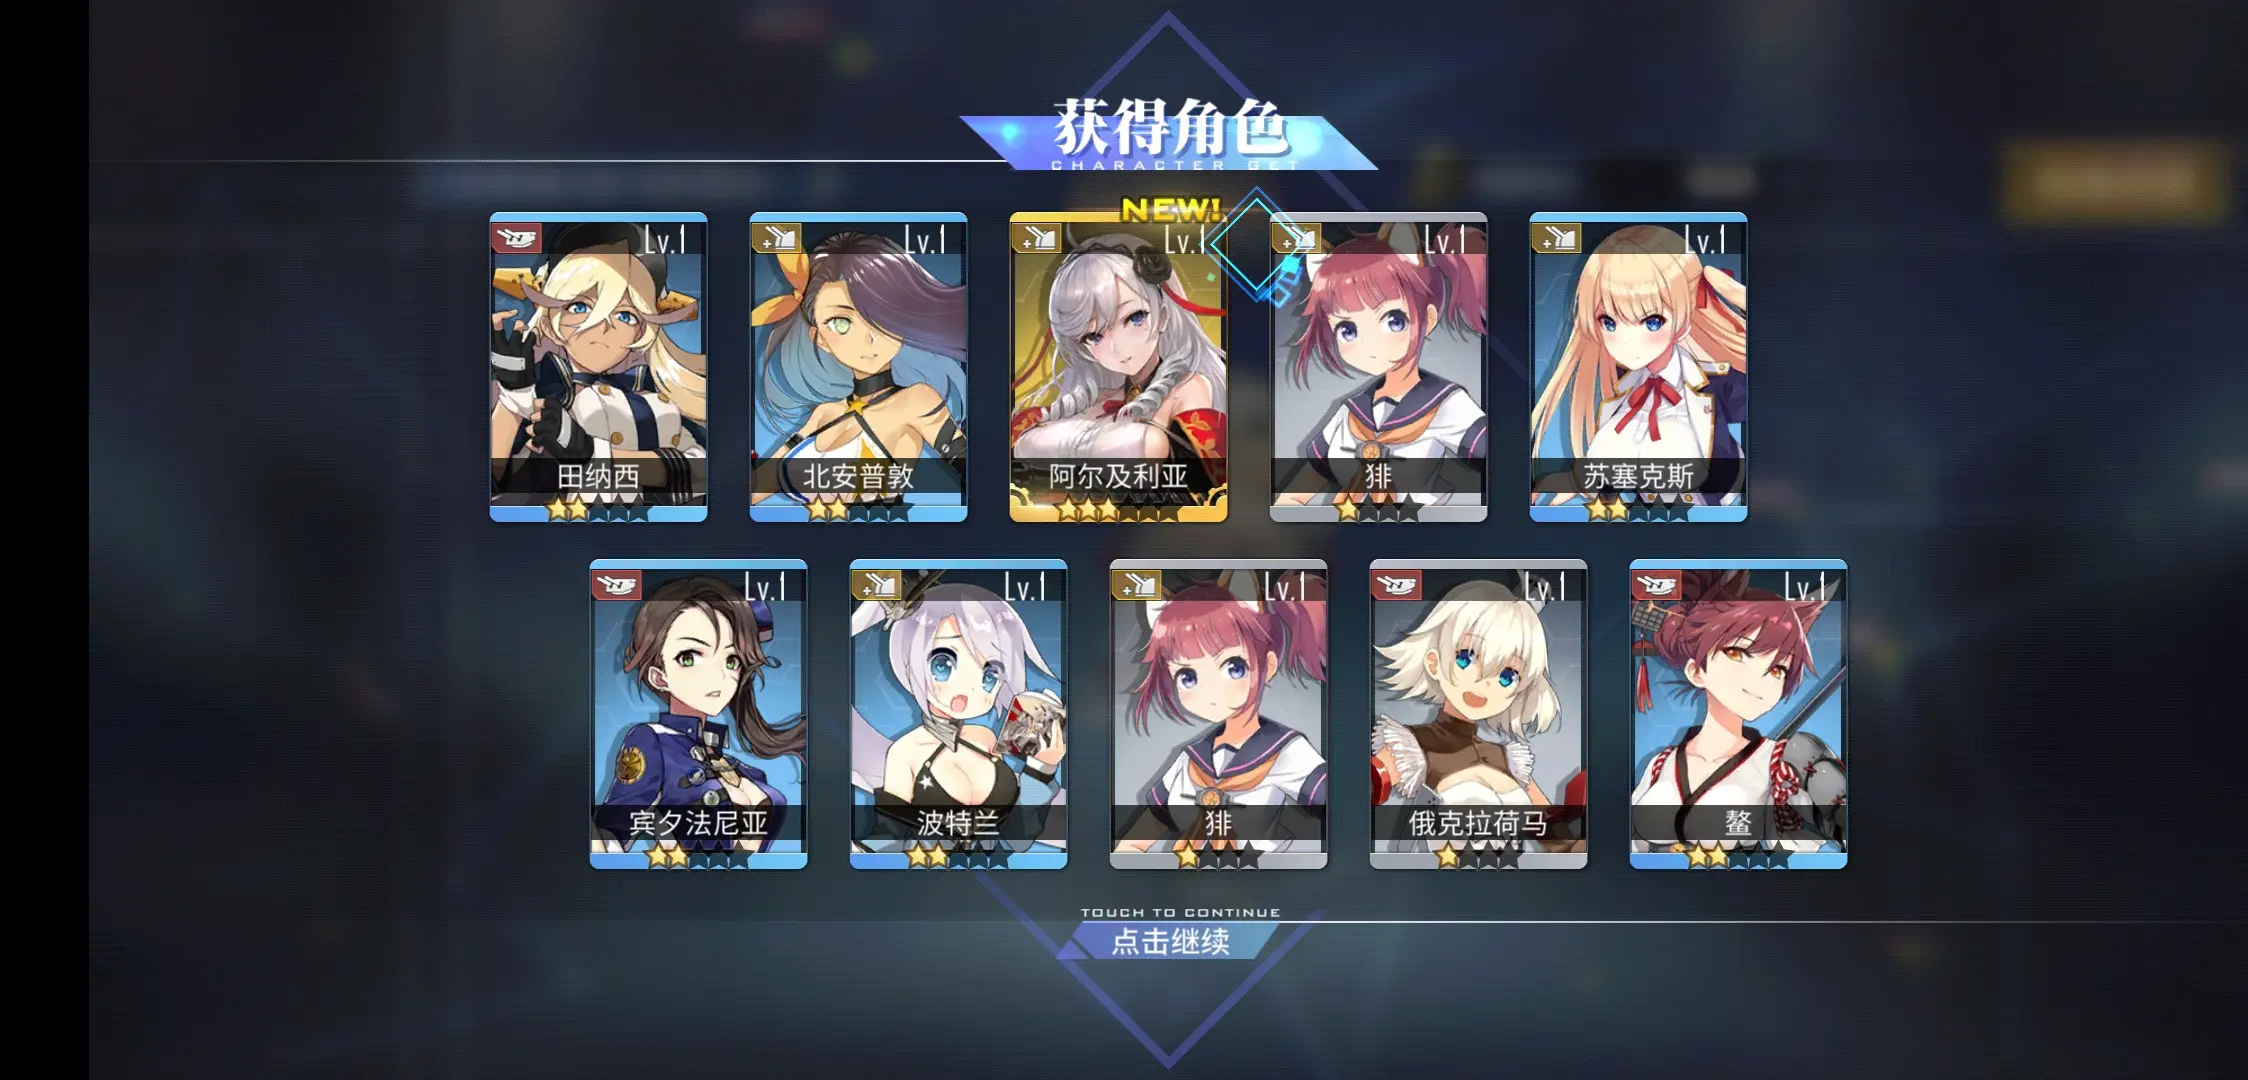 获得角色
CHARACTER GET
NEW!
Lv.1
Lv.1
Lv.1
Lv.1
Lv.1
田纳西
北安普敦
阿尔及利亚
猅
苏塞克斯
Lv.1
Lv.1
Lv.1
Lv.1
Lv.1
宾夕法尼亚
波特兰
猅
俄克拉荷马
鳌
TOUCH TO CONTINUE
点击继续